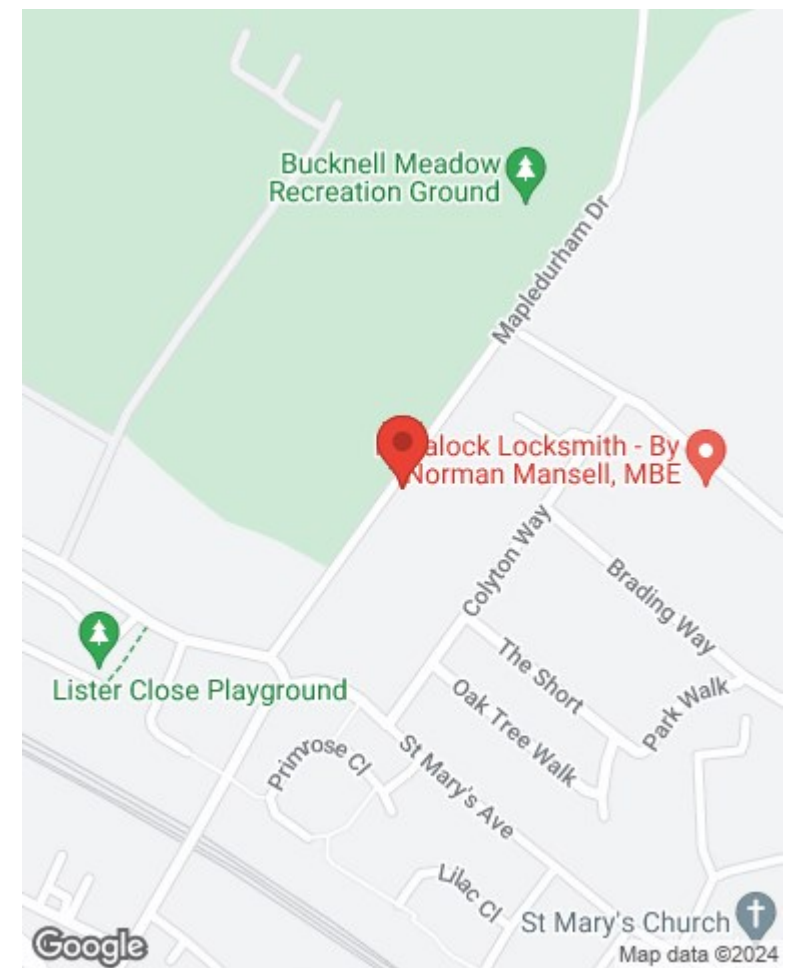 Bucknell Meadow
Recreation Ground
Mapledurham Dr
alock Locksmith - By
Norman Mansell, MBE
Colyton Way
Brading Way
Lister Close Playground
The Short
Park Walk
Oak Tree Walk
Primrose Cl
St Mary's Ave
Lilac Cl
St Mary's Church
Google
Map data ©2024